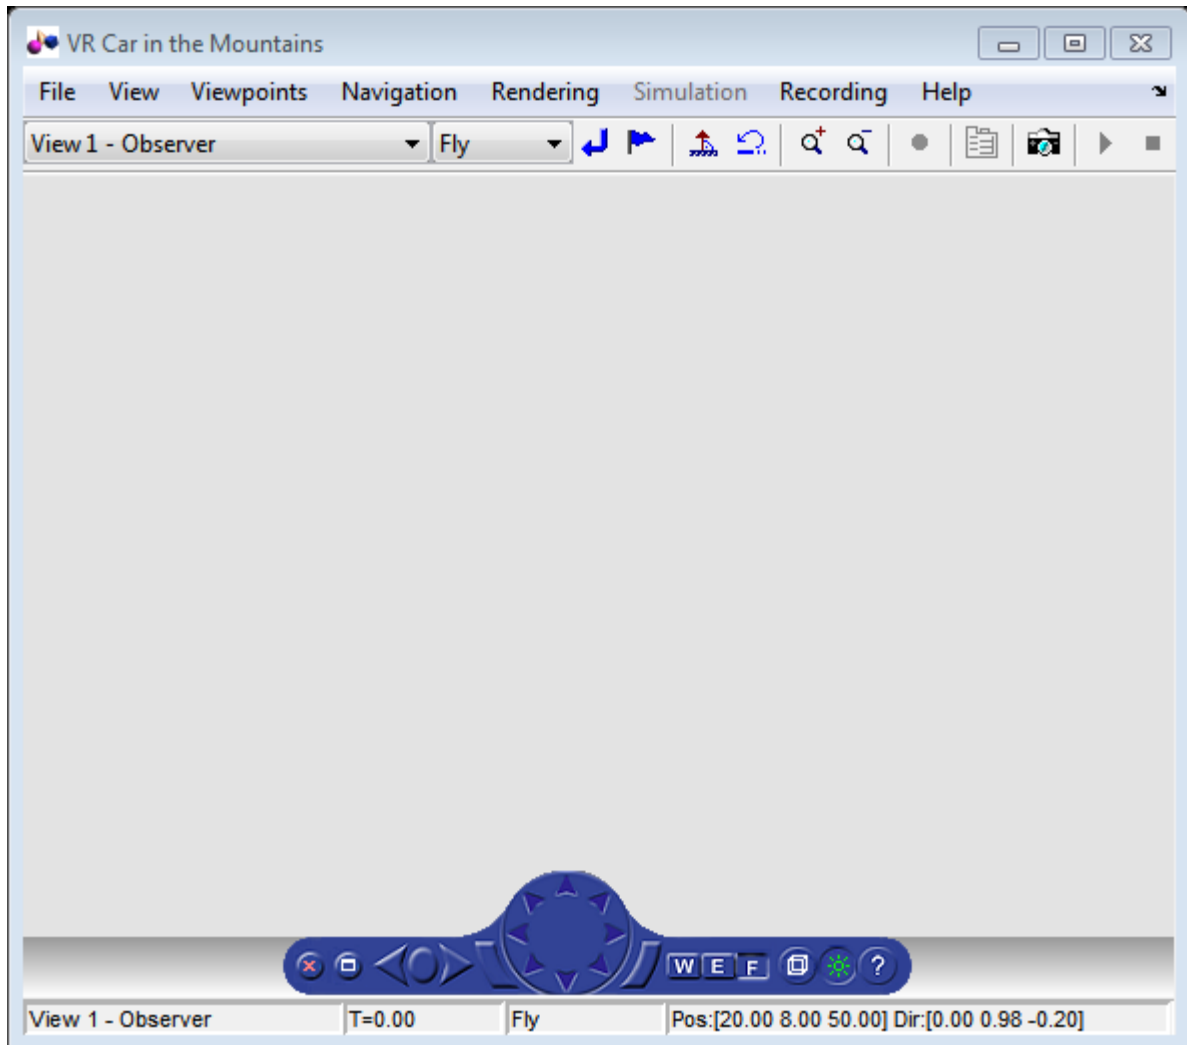 VR Car in the Mountains
File View Viewpoints Navigation Rendering Simulation Recording Help
View 1 - Observer Fly
W E F ?
View 1 - Observer T=0.00 Fly Pos:[20.00 8.00 50.00] Dir:[0.00 0.98 -0.20]